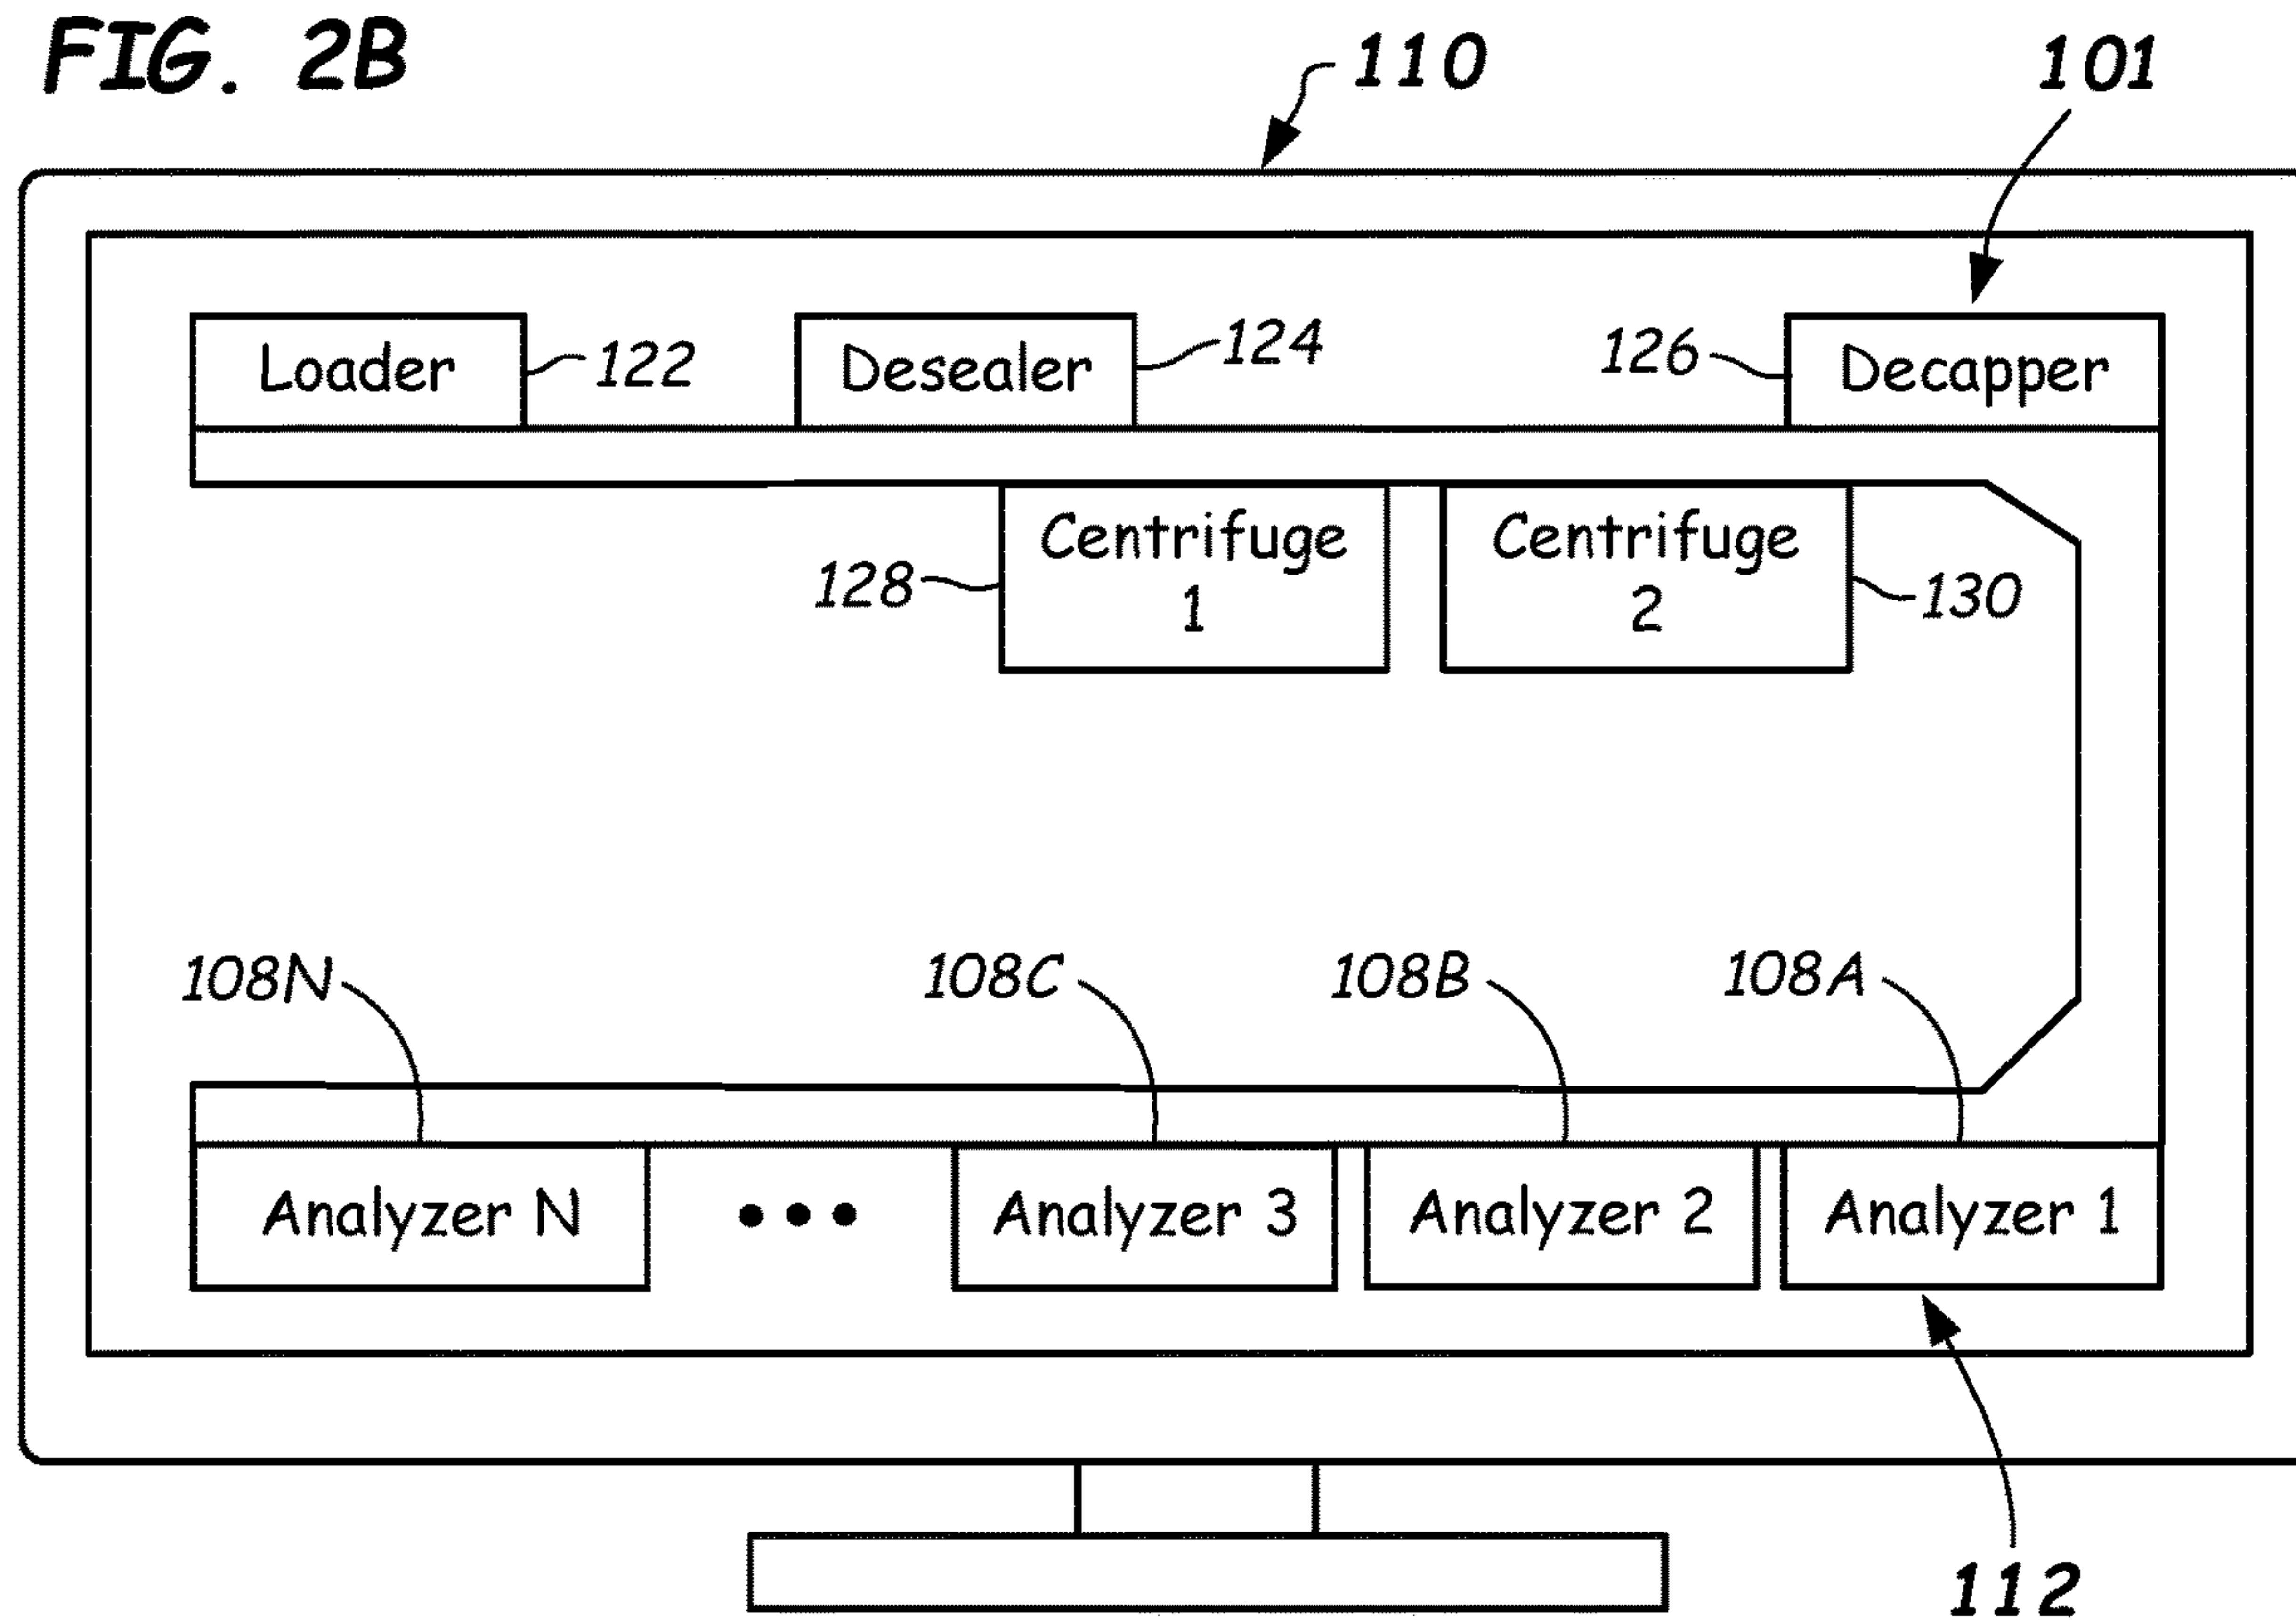 FIG. 2B
110
101
Loader
122
Desealer
124
126
Decapper
128
Centrifuge
1
Centrifuge
2
130
108N
108C
108B
108A
Analyzer N
•••
Analyzer 3
Analyzer 2
Analyzer 1
112